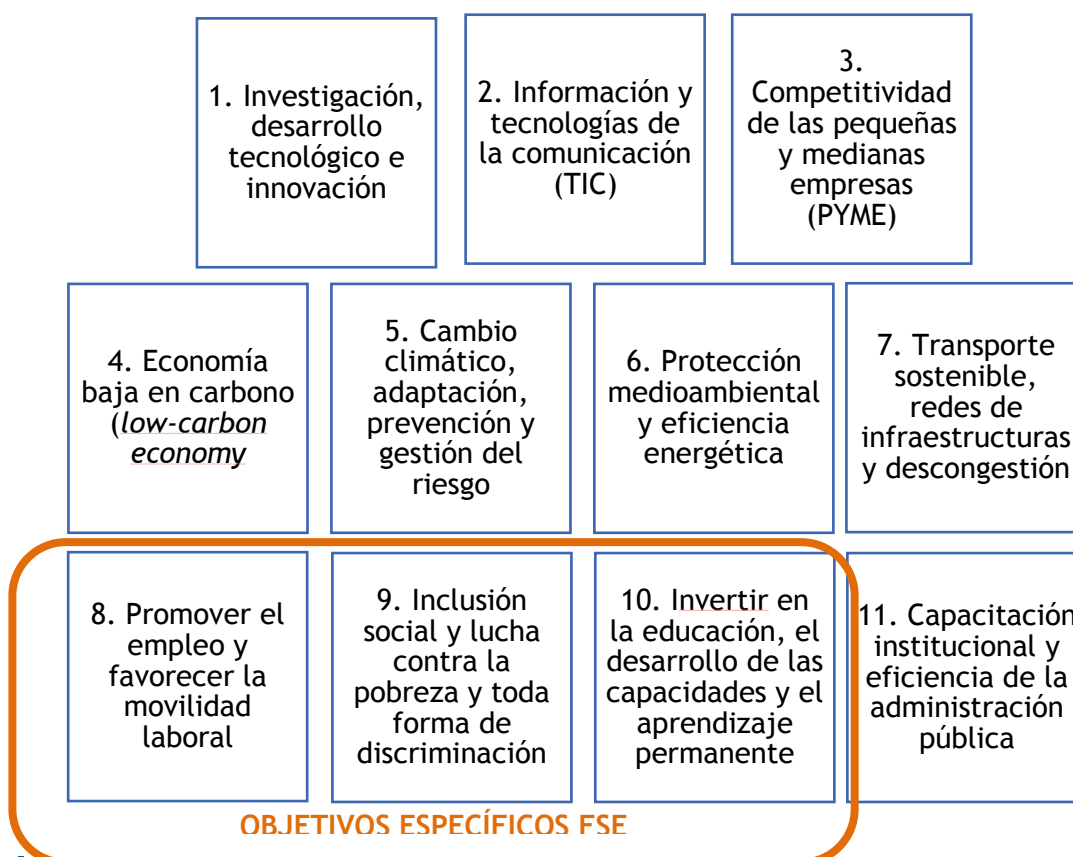 1. Investigación,
desarrollo
tecnológico e
innovación
2. Información y
tecnologías de
la comunicación
(TIC)
3.
Competitividad
de las pequeñas
y medianas
empresas
(PYME)
4. Economía
baja en carbono
(low-carbon
economy
5. Cambio
climático,
adaptación,
prevención y
gestión del
riesgo
6. Protección
medioambiental
y eficiencia
energética
7. Transporte
sostenible,
redes de
infraestructuras
y descongestión
8. Promover el
empleo y
favorecer la
movilidad
laboral
9. Inclusión
social y lucha
contra la
pobreza y toda
forma de
discriminación
10. Invertir en
la educación, el
desarrollo de las
capacidades y el
aprendizaje
permanente
11. Capacitación
institucional y
eficiencia de la
administración
pública
OBJETIVOS ESPECÍFICOS FSE